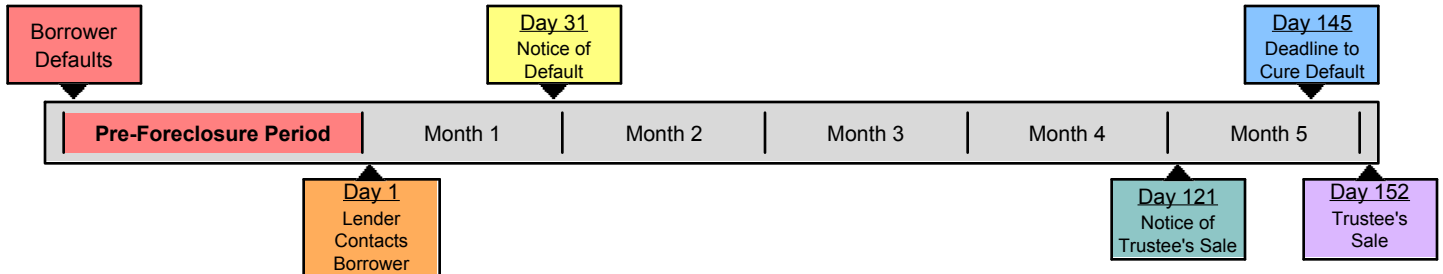 Borrower
Defaults
Day 31
Notice of
Default
Day 145
Deadline to
Cure Default
Pre-Foreclosure Period
Month 1
Month 2
Month 3
Month 4
Month 5
Day 1
Lender
Contacts
Borrower
Day 121
Notice of
Trustee's Sale
Day 152
Trustee's
Sale